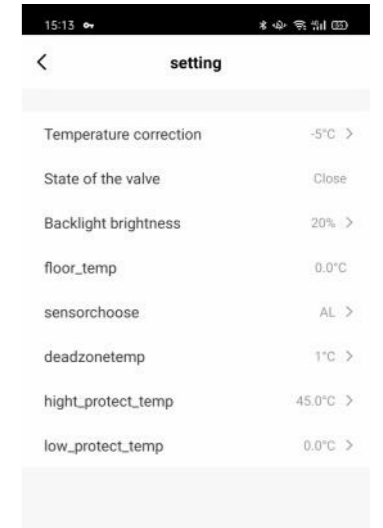 15:13
setting
Temperature correction -5°C
State of the valve Close
Backlight brightness 20%
floor_temp 0.0°C
sensorchoose AL
deadzonetemp 1°C
hight_protect_temp 45.0°C
low_protect_temp 0.0°C